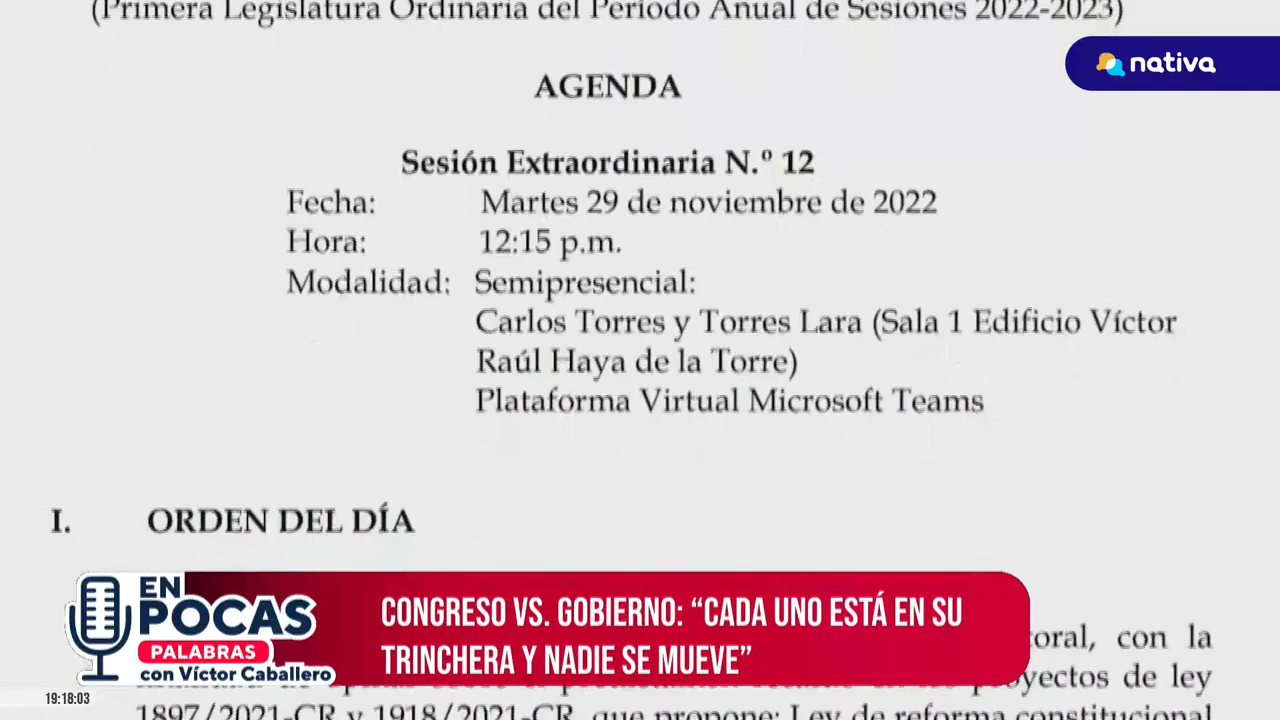 (Primera Legislatura Ordinaria del Período Anual de Sesiones 2022-2023)
nativa
AGENDA
Sesión Extraordinaria N.º 12
Fecha: Martes 29 de noviembre de 2022
Hora: 12:15 p.m.
Modalidad: Semipresencial:
Carlos Torres y Torres Lara (Sala 1 Edificio Víctor
Raúl Haya de la Torre)
Plataforma Virtual Microsoft Teams
I. ORDEN DEL DÍA
EN
POCAS
PALABRAS
con Víctor Caballero
CONGRESO VS. GOBIERNO: “CADA UNO ESTÁ EN SU
TRINCHERA Y NADIE SE MUEVE”
con la
de ley
19:18:03
1897/2021-CR y 1918/2021-CR, que propone: Ley de reforma constitucional